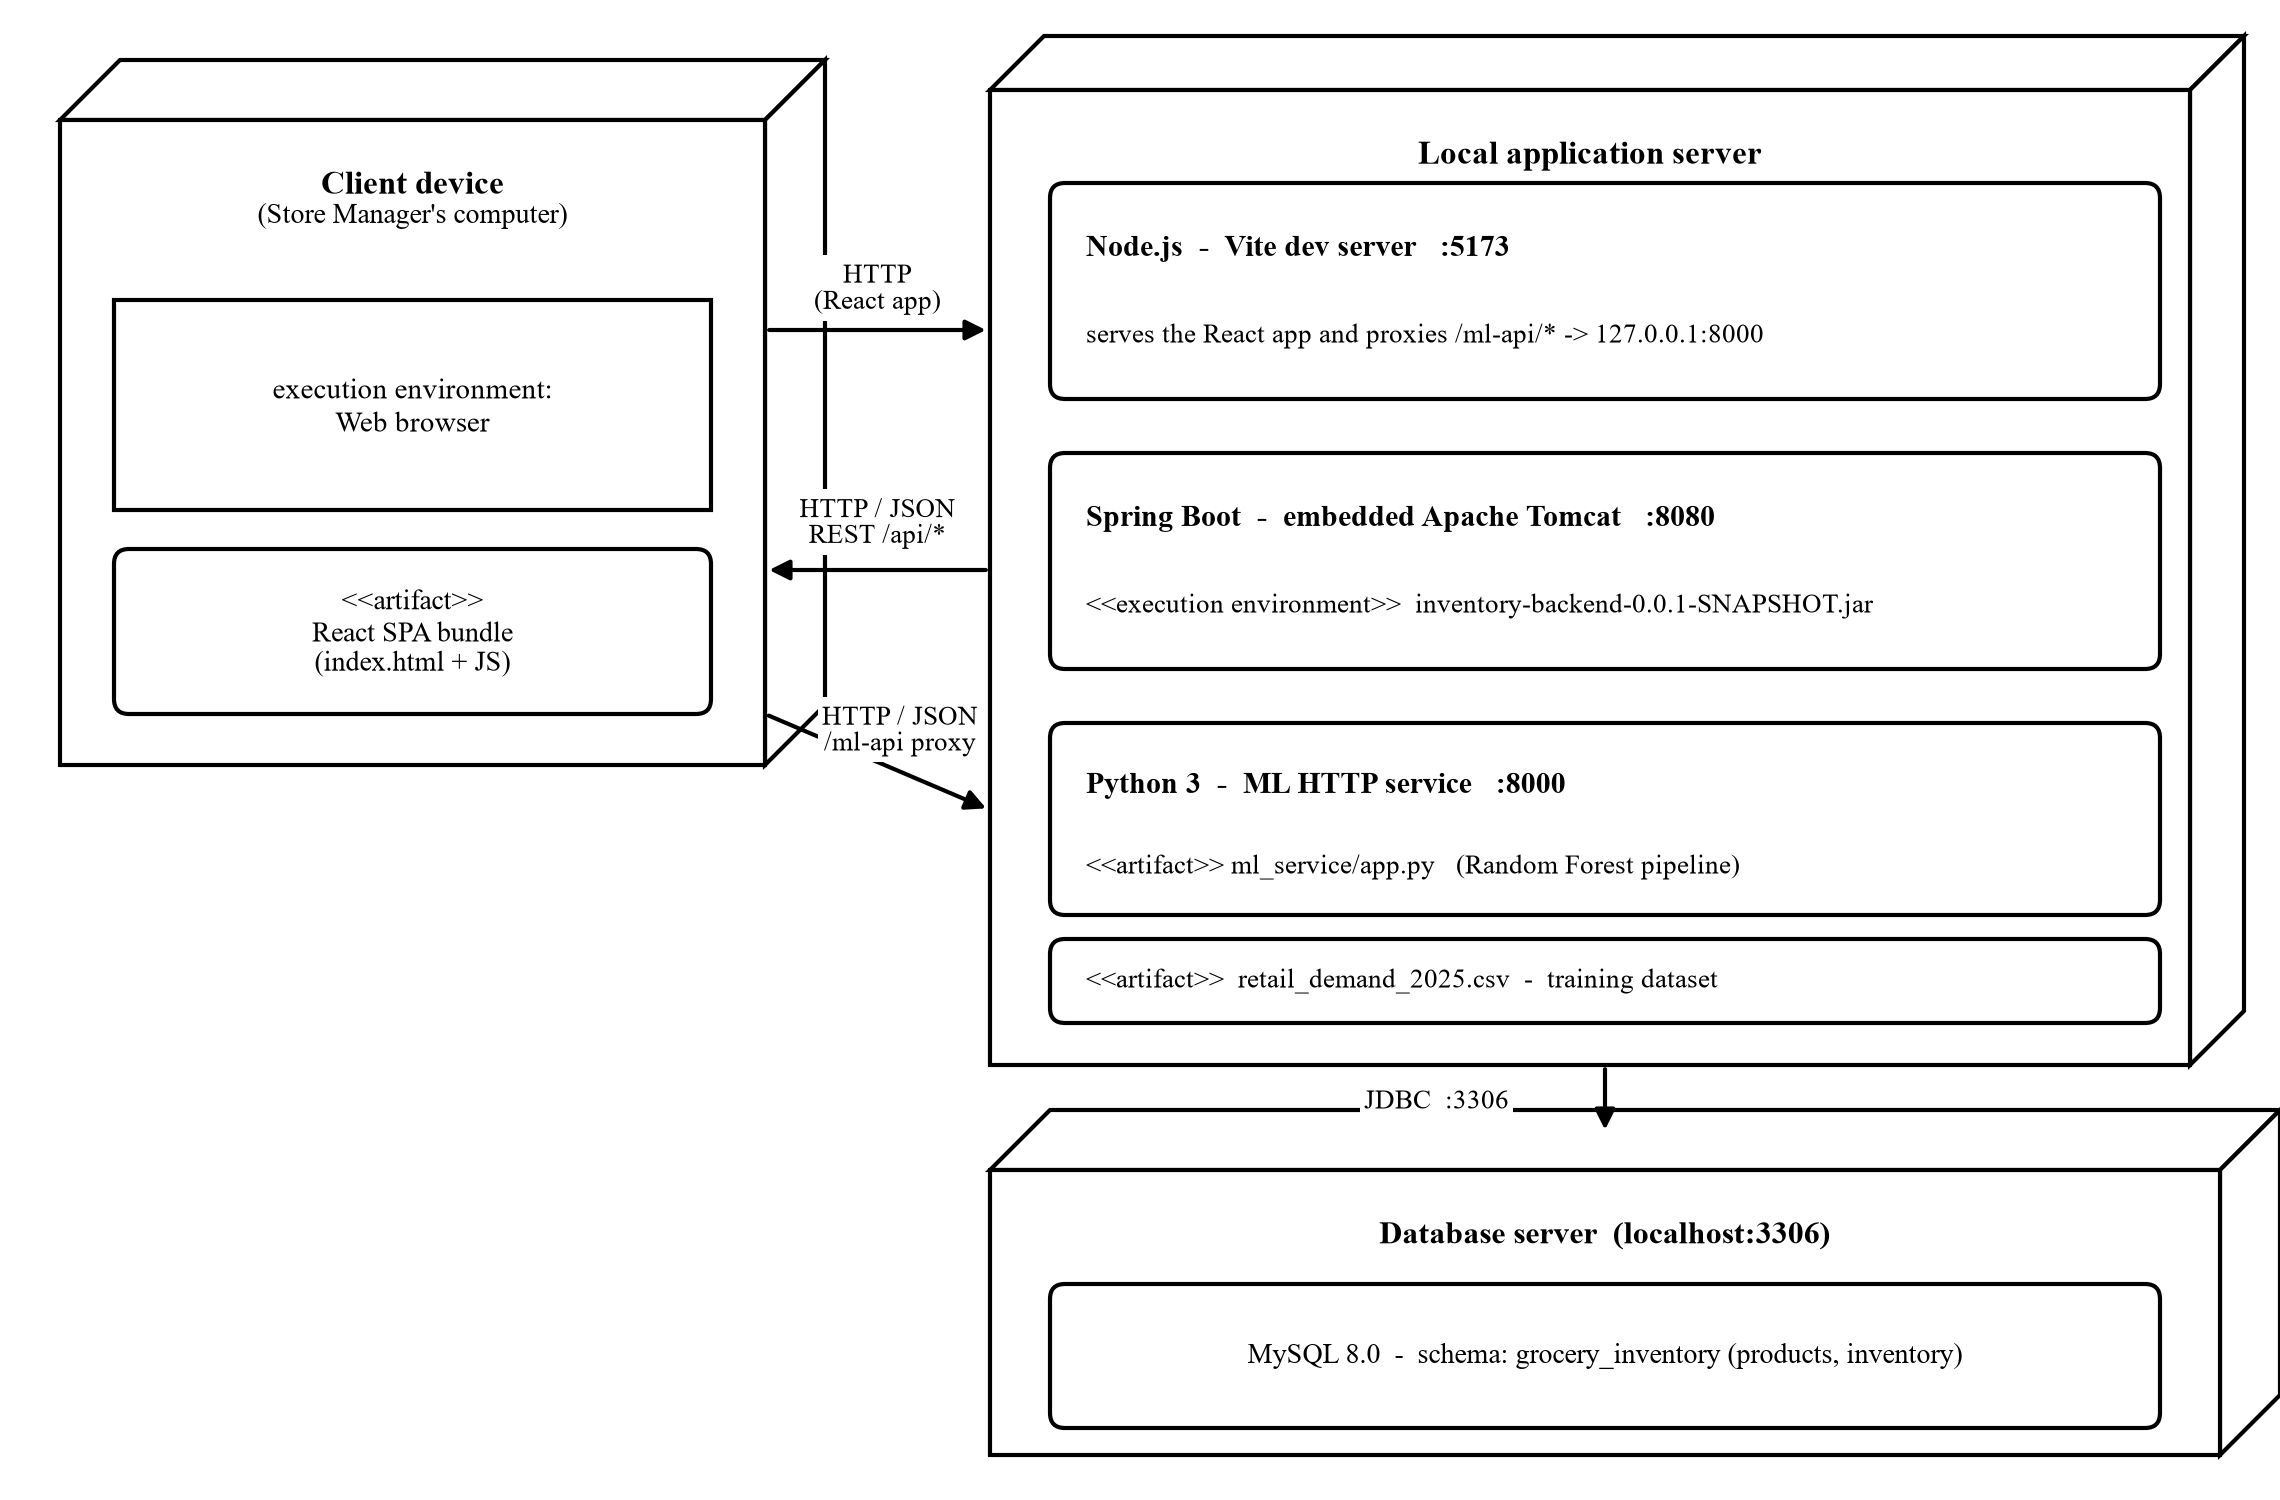 Client device
(Store Manager's computer)
execution environment:
Web browser
<<artifact>>
React SPA bundle
(index.html + JS)
HTTP
(React app)
HTTP / JSON
REST /api/*
HTTP / JSON
/ml-api proxy
Local application server
Node.js - Vite dev server :5173
serves the React app and proxies /ml-api/* -> 127.0.0.1:8000
Spring Boot - embedded Apache Tomcat :8080
<<execution environment>> inventory-backend-0.0.1-SNAPSHOT.jar
Python 3 - ML HTTP service :8000
<<artifact>> ml_service/app.py (Random Forest pipeline)
<<artifact>> retail_demand_2025.csv - training dataset
JDBC :3306
Database server (localhost:3306)
MySQL 8.0 - schema: grocery_inventory (products, inventory)